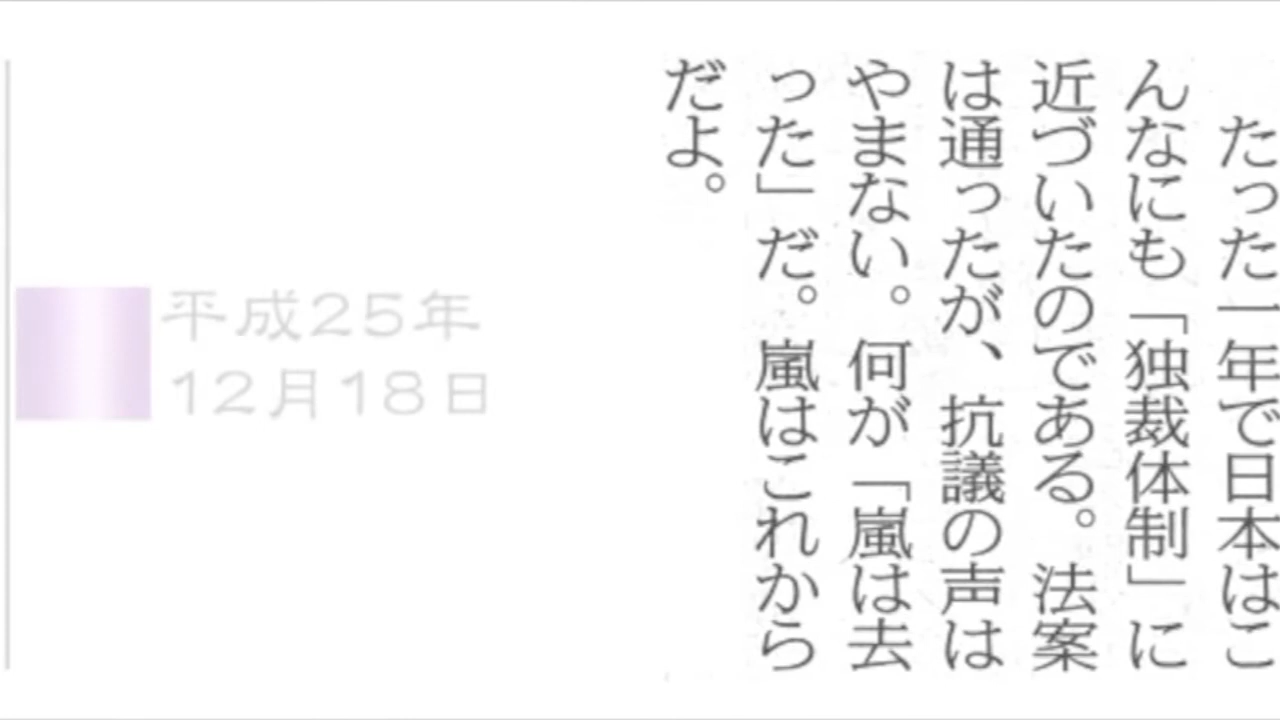 たった一年で日本はこ
んなにも「独裁体制」に
近づいたのである。法案
は通ったが、抗議の声は
やまない。何が「嵐は去
った」だ。嵐はこれから
だよ。
平成25年
12月18日